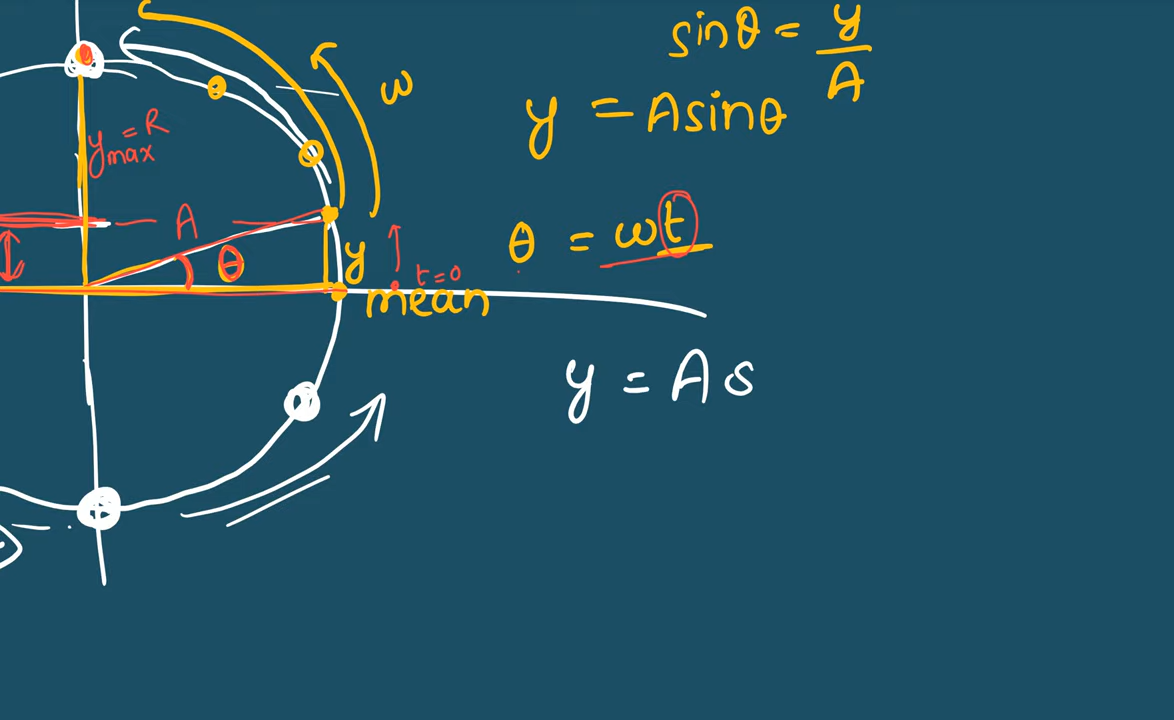 sinθ = y/A
ω
y = Asinθ
y max = R
A
θ = ωt
θ
y
t=0
mean
y = A s